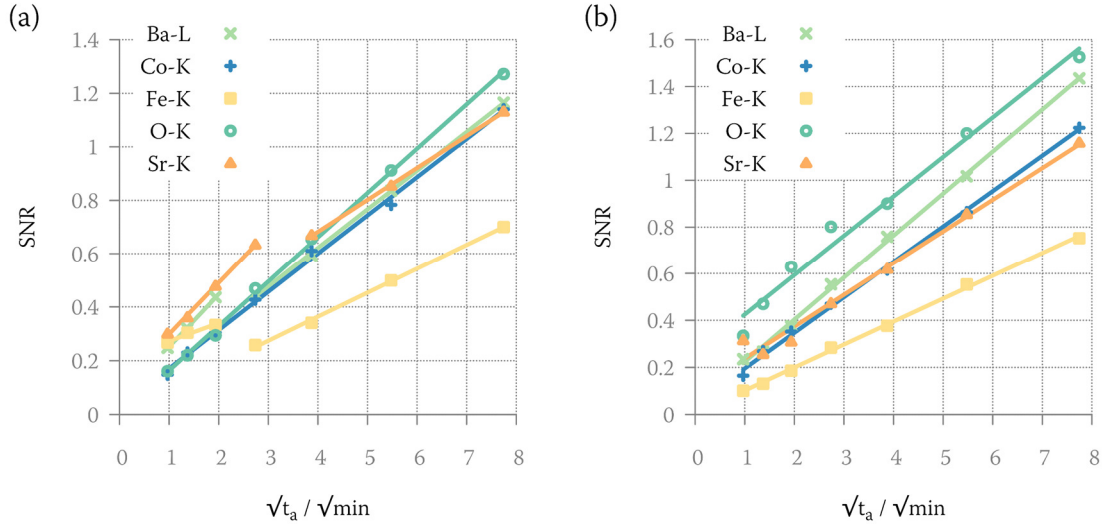 (a)
1.4
1.2
1
0.8
0.6
0.4
0.2
0
SNR
Ba-L
Co-K
Fe-K
O-K
Sr-K
0 1 2 3 4 5 6 7 8
√ta / √min
(b)
1.6
1.4
1.2
1
0.8
0.6
0.4
0.2
0
SNR
Ba-L
Co-K
Fe-K
O-K
Sr-K
0 1 2 3 4 5 6 7 8
√ta / √min